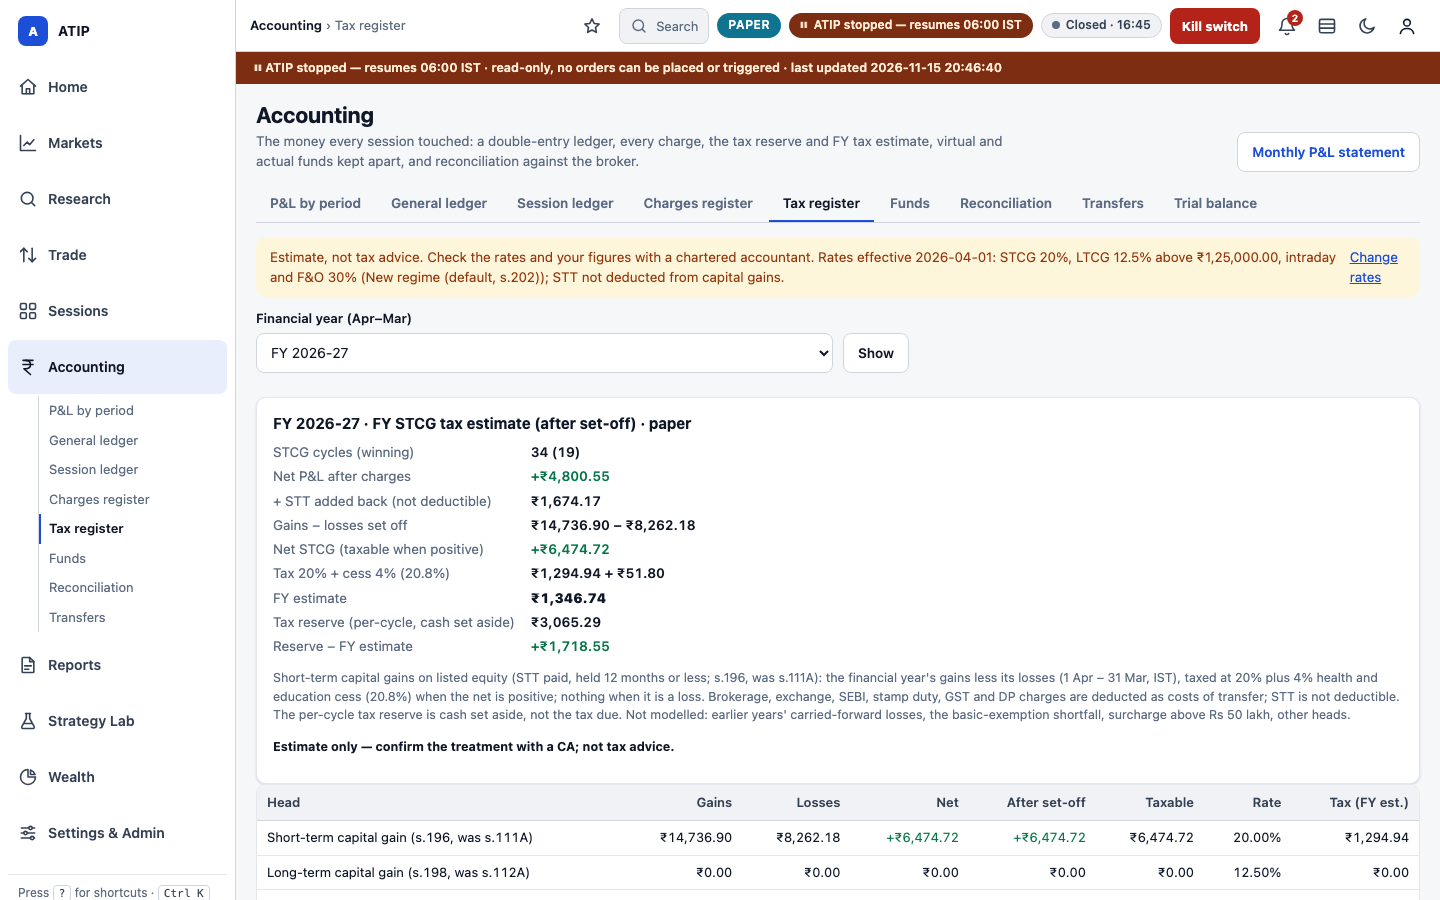 A ATIP
Home
Markets
Research
Trade
Sessions
Accounting
P&L by period
General ledger
Session ledger
Charges register
Tax register
Funds
Reconciliation
Transfers
Reports
Strategy Lab
Wealth
Settings & Admin
Press ? for shortcuts · Ctrl K
Accounting › Tax register
Search
PAPER
ATIP stopped — resumes 06:00 IST
Closed · 16:45
Kill switch
2
ATIP stopped — resumes 06:00 IST · read-only, no orders can be placed or triggered · last updated 2026-11-15 20:46:40
Accounting
The money every session touched: a double-entry ledger, every charge, the tax reserve and FY tax estimate, virtual and
actual funds kept apart, and reconciliation against the broker.
Monthly P&L statement
P&L by period General ledger Session ledger Charges register Tax register Funds Reconciliation Transfers Trial balance
Estimate, not tax advice. Check the rates and your figures with a chartered accountant. Rates effective 2026-04-01: STCG 20%, LTCG 12.5% above ₹1,25,000.00, intraday
and F&O 30% (New regime (default, s.202)); STT not deducted from capital gains.
Change
rates
Financial year (Apr–Mar)
FY 2026-27
Show
FY 2026-27 · FY STCG tax estimate (after set-off) · paper
STCG cycles (winning) 34 (19)
Net P&L after charges +₹4,800.55
+ STT added back (not deductible) ₹1,674.17
Gains − losses set off ₹14,736.90 − ₹8,262.18
Net STCG (taxable when positive) +₹6,474.72
Tax 20% + cess 4% (20.8%) ₹1,294.94 + ₹51.80
FY estimate ₹1,346.74
Tax reserve (per-cycle, cash set aside) ₹3,065.29
Reserve − FY estimate +₹1,718.55
Short-term capital gains on listed equity (STT paid, held 12 months or less; s.196, was s.111A): the financial year's gains less its losses (1 Apr – 31 Mar, IST), taxed at 20% plus 4% health and
education cess (20.8%) when the net is positive; nothing when it is a loss. Brokerage, exchange, SEBI, stamp duty, GST and DP charges are deducted as costs of transfer; STT is not deductible.
The per-cycle tax reserve is cash set aside, not the tax due. Not modelled: earlier years' carried-forward losses, the basic-exemption shortfall, surcharge above Rs 50 lakh, other heads.
Estimate only — confirm the treatment with a CA; not tax advice.
Head Gains Losses Net After set-off Taxable Rate Tax (FY est.)
Short-term capital gain (s.196, was s.111A) ₹14,736.90 ₹8,262.18 +₹6,474.72 +₹6,474.72 ₹6,474.72 20.00% ₹1,294.94
Long-term capital gain (s.198, was s.112A) ₹0.00 ₹0.00 ₹0.00 ₹0.00 ₹0.00 12.50% ₹0.00